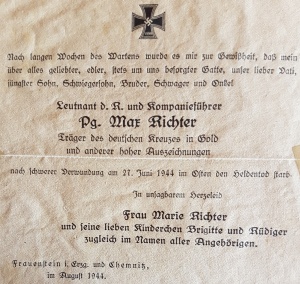 Nach langen Wochen des Wartens wurde es mir zur Gewißheit, daß mein
über alles geliebter, edler, stets um uns besorgter Gatte, unser lieber Vati,
jüngster Sohn, Schwiegersohn, Bruder, Schwager und Onkel
Leutnant d. R. und Kompanieführer
Pg. Max Richter
Träger des deutschen Kreuzes in Gold
und anderer hoher Auszeichnungen
nach schwerer Verwundung am 27. Juni 1944 im Osten den Heldentod starb.
In unsagbarem Herzeleid
Frau Marie Richter
und seine lieben Kinderchen Brigitte und Rüdiger
zugleich im Namen aller Angehörigen.
Frauenstein i. Erzg. und Chemnitz,
im August 1944.